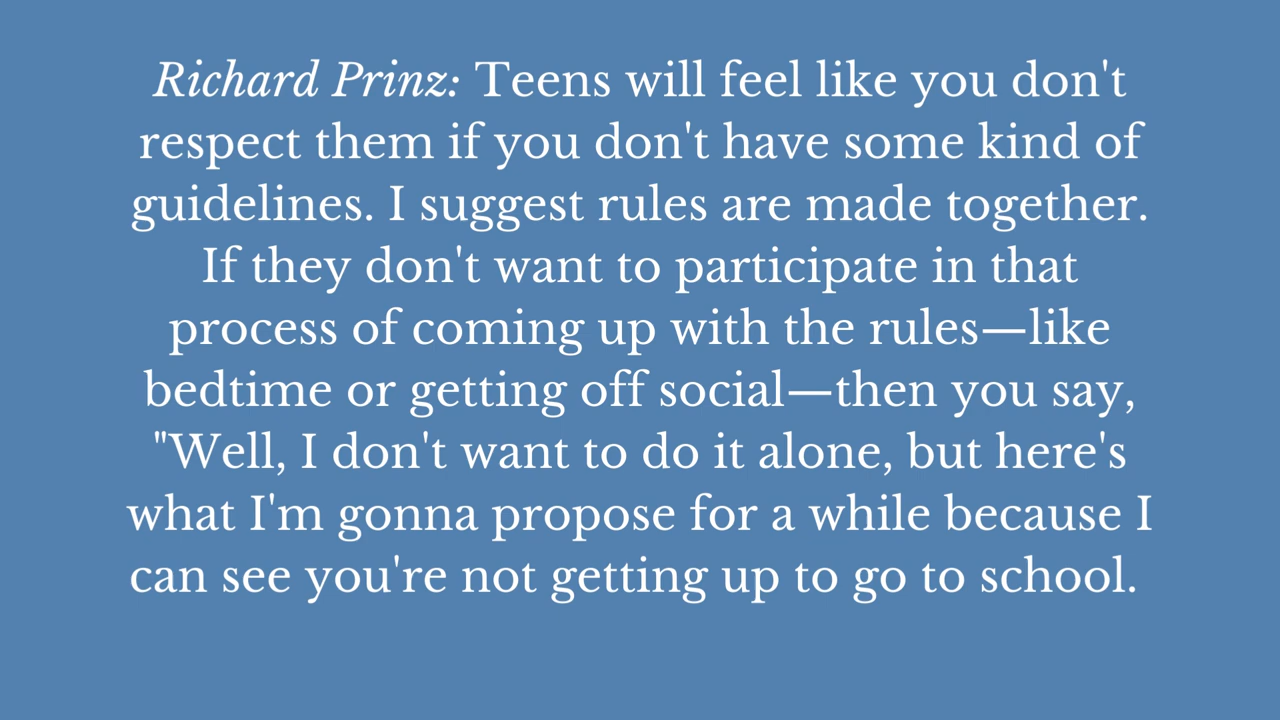 Richard Prinz: Teens will feel like you don't
respect them if you don't have some kind of
guidelines. I suggest rules are made together.
If they don't want to participate in that
process of coming up with the rules—like
bedtime or getting off social—then you say,
"Well, I don't want to do it alone, but here's
what I'm gonna propose for a while because I
can see you're not getting up to go to school.